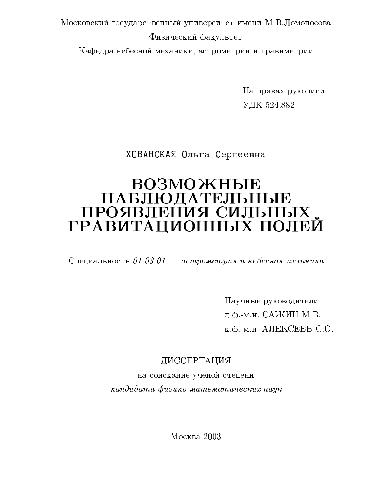 Московский государственный университет имени М.В.Ломоносова
Физический факультет
Кафедра небесной механики, астрометрии и гравиметрии
На правах рукописи
УДК 524.882
ХОВАНСКАЯ Ольга Сергеевна
ВОЗМОЖНЫЕ
НАБЛЮДАТЕЛЬНЫЕ
ПРОЯВЛЕНИЯ СИЛЬНЫХ
ГРАВИТАЦИОННЫХ ПОЛЕЙ
Специальность 01.03.01 астрометрия и небесная механика
Научные руководители
д.ф.-м.н. САЖИН М.В.
к.ф.-м.н. АЛЕКСЕЕВ С.О.
ДИССЕРТАЦИЯ
на соискание ученой степени
кандидата физико-математических наук
Москва 2003